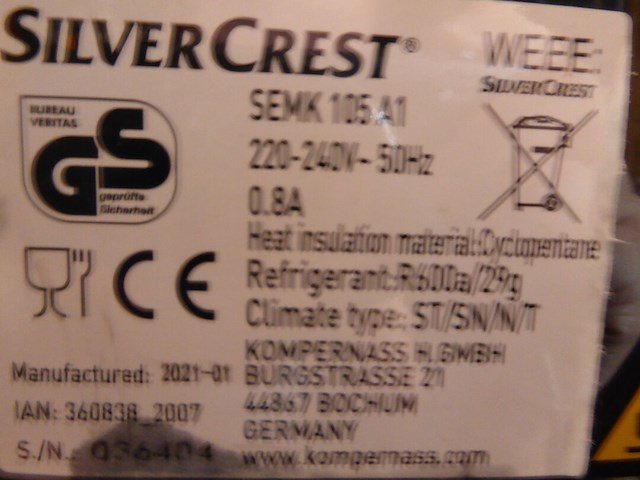 SILVERCREST®
WEEE:
SILVERCREST
BUREAU
VERITAS
GS
geprüfte
Sicherheit
SEMK 105 A1
220-240V~ 50Hz
0.8A
Heat insulation material:Cyclopentane
Refrigerant:R600a/29g
Climate type: ST/SN/N/T
CE
KOMPERNASS H.GMBH
BURGSTRASSE 21
44867 BOCHUM
GERMANY
www.kompernass.com
Manufactured: 2021-01
IAN: 360838_2007
S./N.: 036404